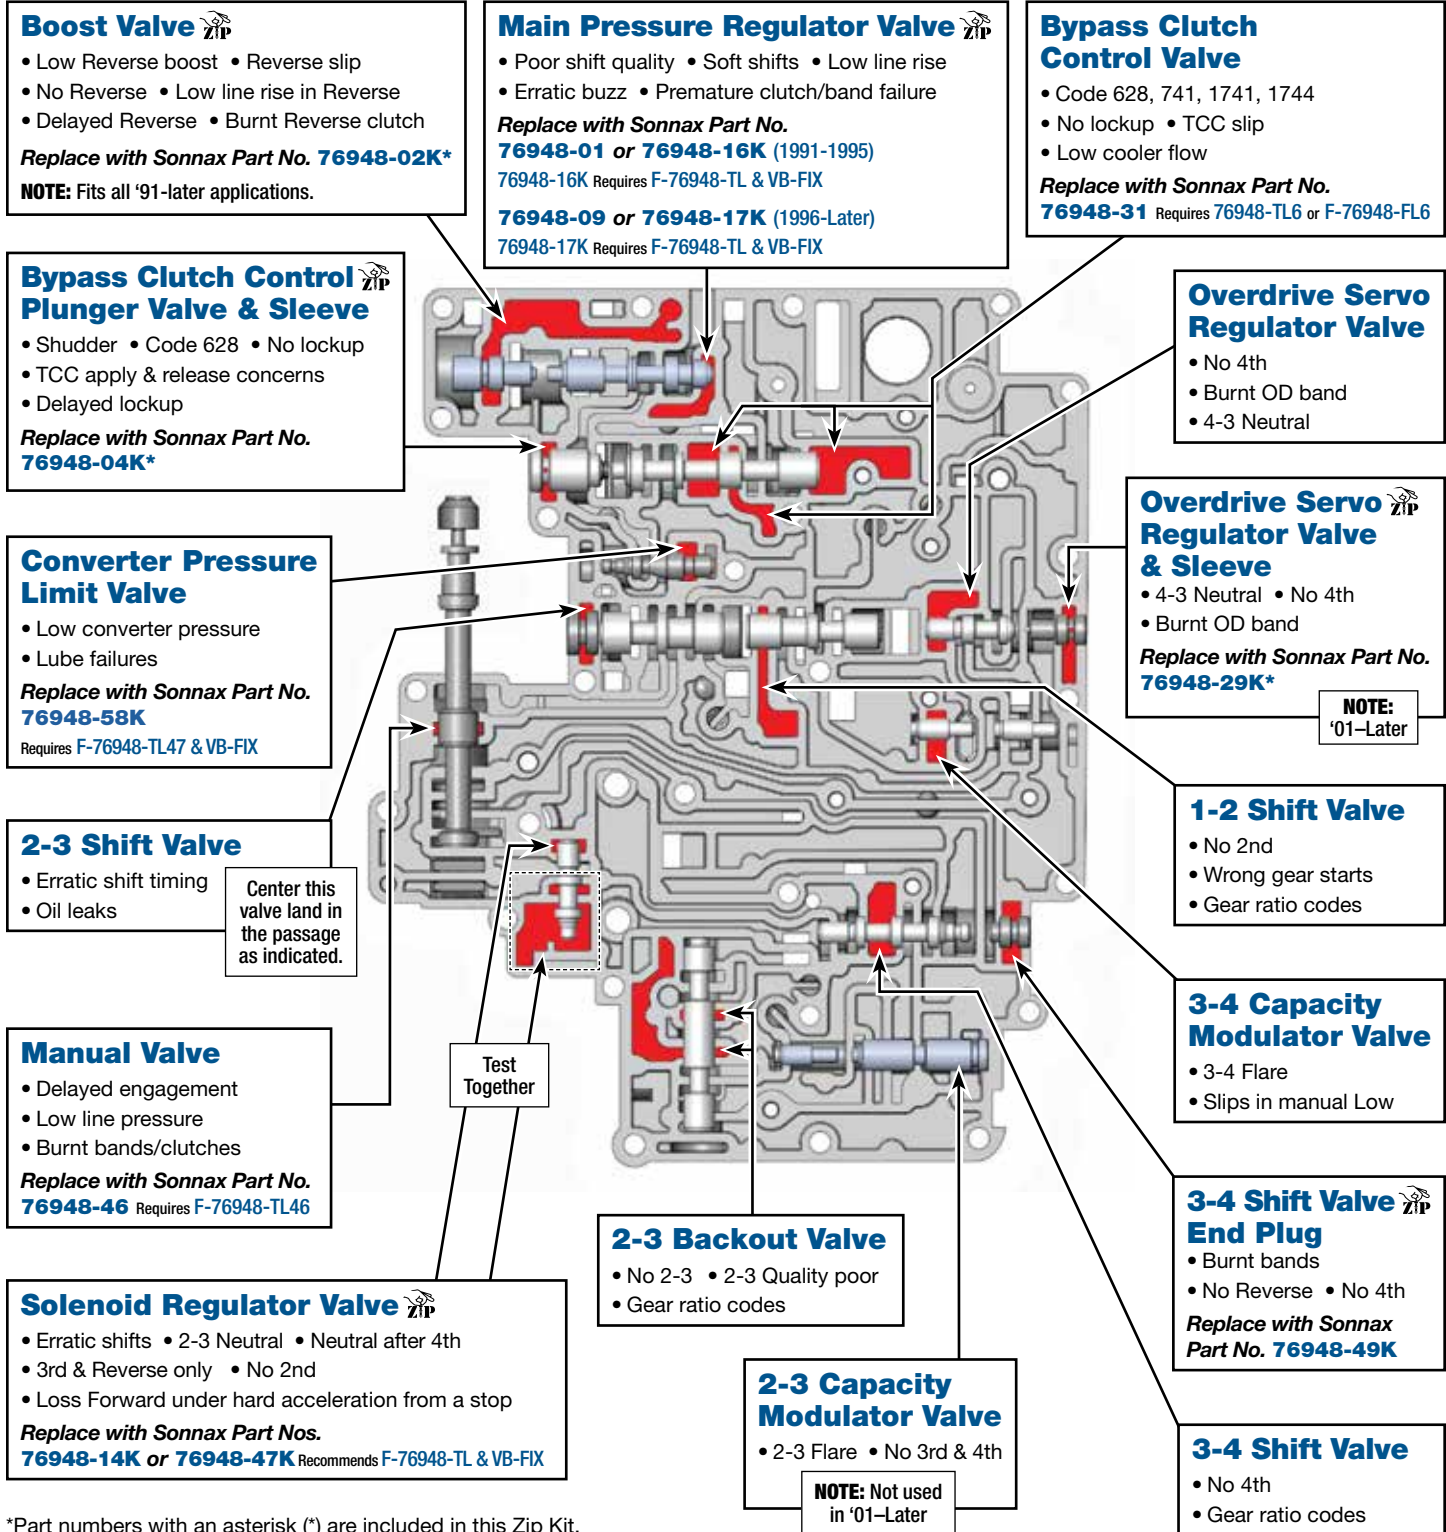 Boost Valve ZIP
• Low Reverse boost • Reverse slip
• No Reverse • Low line rise in Reverse
• Delayed Reverse • Burnt Reverse clutch
Replace with Sonnax Part No. 76948-02K*
NOTE: Fits all ‘91-later applications.
Main Pressure Regulator Valve ZIP
• Poor shift quality • Soft shifts • Low line rise
• Erratic buzz • Premature clutch/band failure
Replace with Sonnax Part No.
76948-01 or 76948-16K (1991-1995)
76948-16K Requires F-76948-TL & VB-FIX
76948-09 or 76948-17K (1996-Later)
76948-17K Requires F-76948-TL & VB-FIX
Bypass Clutch
Control Valve
• Code 628, 741, 1741, 1744
• No lockup • TCC slip
• Low cooler flow
Replace with Sonnax Part No.
76948-31 Requires 76948-TL6 or F-76948-FL6
Bypass Clutch Control ZIP
Plunger Valve & Sleeve
• Shudder • Code 628 • No lockup
• TCC apply & release concerns
• Delayed lockup
Replace with Sonnax Part No.
76948-04K*
Overdrive Servo
Regulator Valve
• No 4th
• Burnt OD band
• 4-3 Neutral
Overdrive Servo ZIP
Regulator Valve
& Sleeve
• 4-3 Neutral • No 4th
• Burnt OD band
Replace with Sonnax Part No.
76948-29K*
NOTE:
‘01–Later
Converter Pressure
Limit Valve
• Low converter pressure
• Lube failures
Replace with Sonnax Part No.
76948-58K
Requires F-76948-TL47 & VB-FIX
2-3 Shift Valve
• Erratic shift timing
• Oil leaks
Center this
valve land in
the passage
as indicated.
1-2 Shift Valve
• No 2nd
• Wrong gear starts
• Gear ratio codes
Manual Valve
• Delayed engagement
• Low line pressure
• Burnt bands/clutches
Replace with Sonnax Part No.
76948-46 Requires F-76948-TL46
Test
Together
3-4 Capacity
Modulator Valve
• 3-4 Flare
• Slips in manual Low
3-4 Shift Valve ZIP
End Plug
• Burnt bands
• No Reverse • No 4th
Replace with Sonnax
Part No. 76948-49K
2-3 Backout Valve
• No 2-3 • 2-3 Quality poor
• Gear ratio codes
Solenoid Regulator Valve ZIP
• Erratic shifts • 2-3 Neutral • Neutral after 4th
• 3rd & Reverse only • No 2nd
• Loss Forward under hard acceleration from a stop
Replace with Sonnax Part Nos.
76948-14K or 76948-47K Recommends F-76948-TL & VB-FIX
2-3 Capacity
Modulator Valve
• 2-3 Flare • No 3rd & 4th
NOTE: Not used
in ‘01–Later
3-4 Shift Valve
• No 4th
• Gear ratio codes
*Part numbers with an asterisk (*) are included in this Zip Kit.